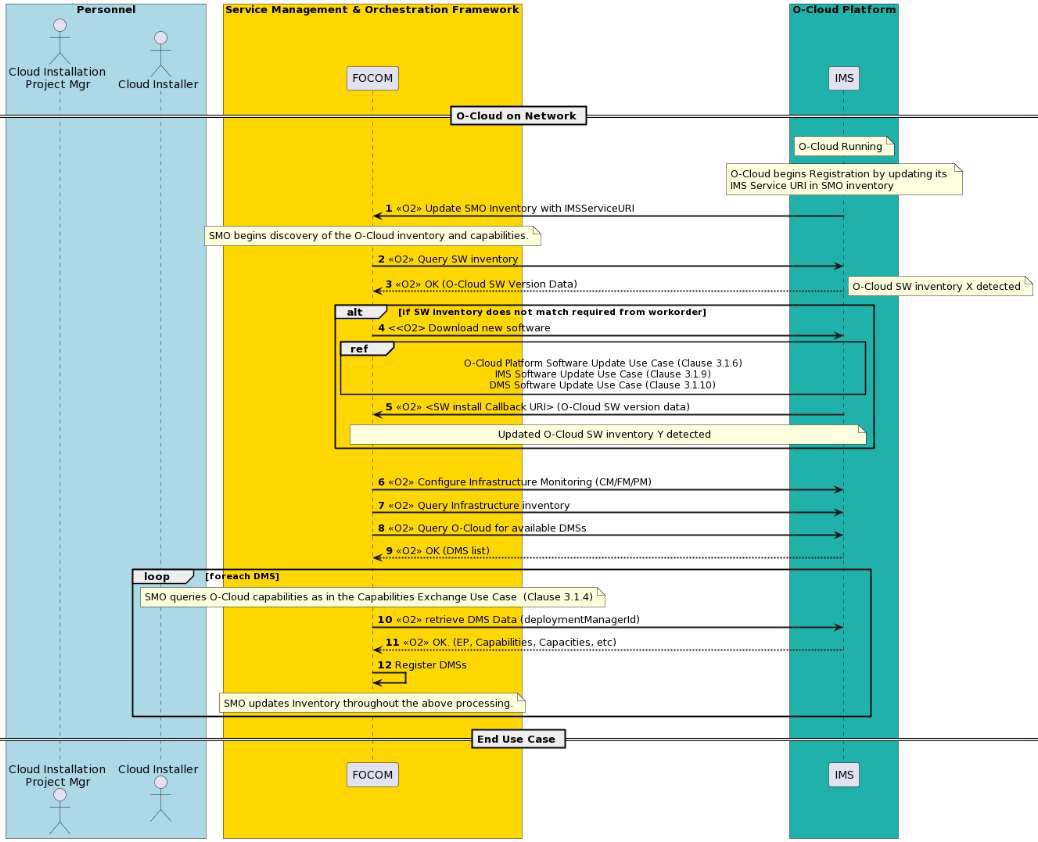 Personnel
Service Management & Orchestration Framework
O-Cloud Platform
Cloud Installation
Project Mgr
Cloud Installer
FOCOM
IMS
O-Cloud on Network
O-Cloud Running
O-Cloud begins Registration by updating its
IMS Service URI in SMO inventory
1 «O2» Update SMO Inventory with IMSServiceURI
SMO begins discovery of the O-Cloud inventory and capabilities.
2 «O2» Query SW inventory
3 «O2» OK (O-Cloud SW Version Data)
O-Cloud SW inventory X detected
alt [if SW inventory does not match required from workorder]
4 <<O2> Download new software
ref
O-Cloud Platform Software Update Use Case (Clause 3.1.6)
IMS Software Update Use Case (Clause 3.1.9)
DMS Software Update Use Case (Clause 3.1.10)
5 «O2» <SW install Callback URI> (O-Cloud SW version data)
Updated O-Cloud SW inventory Y detected
6 «O2» Configure Infrastructure Monitoring (CM/FM/PM)
7 «O2» Query Infrastructure inventory
8 «O2» Query O-Cloud for available DMSs
9 «O2» OK (DMS list)
loop [foreach DMS]
SMO queries O-Cloud capabilities as in the Capabilities Exchange Use Case (Clause 3.1.4)
10 «O2» retrieve DMS Data (deploymentManagerId)
11 «O2» OK. (EP, Capabilities, Capacities, etc)
12 Register DMSs
SMO updates Inventory throughout the above processing.
End Use Case
Cloud Installation
Project Mgr
Cloud Installer
FOCOM
IMS